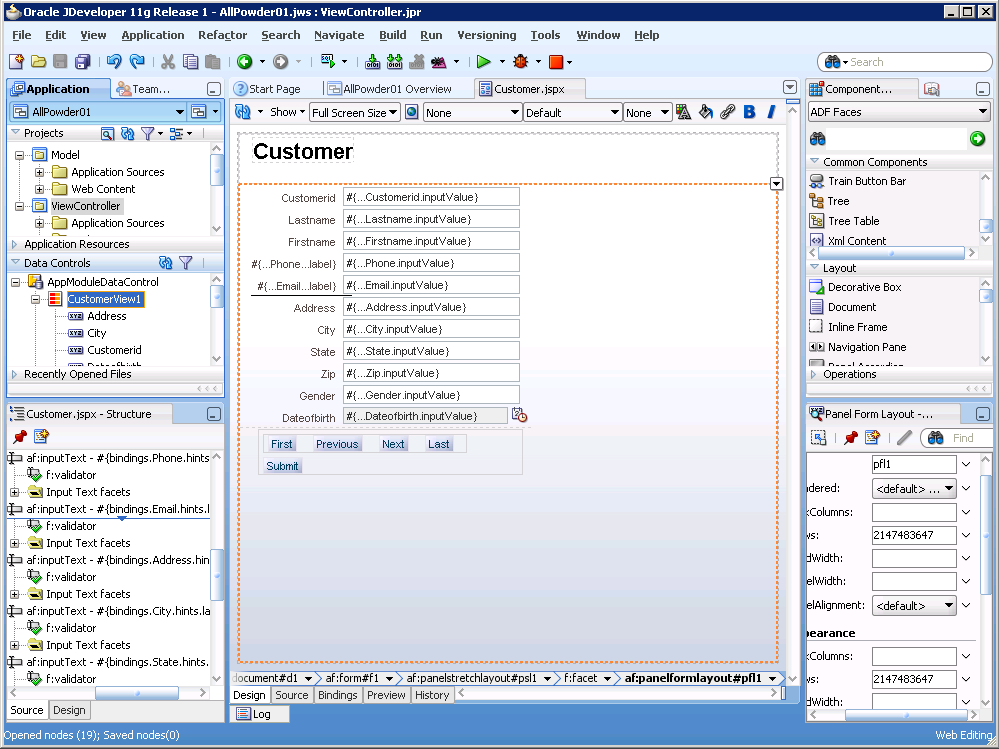 Oracle JDeveloper 11g Release 1 - AllPowder01.jws : ViewController.jpr
File Edit View Application Refactor Search Navigate Build Run Versioning Tools Window Help
Search
Application Team...
AllPowder01
Projects
Model
Application Sources
Web Content
ViewController
Application Sources
Application Resources
Data Controls
AppModuleDataControl
CustomerView1
Address
City
Customerid
Dateofbirth
Recently Opened Files
Customer.jspx - Structure
af:inputText - #{bindings.Phone.hints
f:validator
Input Text facets
af:inputText - #{bindings.Email.hints.l
f:validator
Input Text facets
af:inputText - #{bindings.Address.hin
f:validator
Input Text facets
af:inputText - #{bindings.City.hints.la
f:validator
Input Text facets
af:inputText - #{bindings.State.hints.
f:validator
Source Design
Start Page AllPowder01 Overview Customer.jspx
Show Full Screen Size None Default None B I
Customer
Customerid #{...Customerid.inputValue}
Lastname #{...Lastname.inputValue}
Firstname #{...Firstname.inputValue}
#{...Phone...label} #{...Phone.inputValue}
#{...Email...label} #{...Email.inputValue}
Address #{...Address.inputValue}
City #{...City.inputValue}
State #{...State.inputValue}
Zip #{...Zip.inputValue}
Gender #{...Gender.inputValue}
Dateofbirth #{...Dateofbirth.inputValue}
First Previous Next Last
Submit
document#d1 af:form#f1 af:panelstretchlayout#psl1 f:facet af:panelformlayout#pfl1
Design Source Bindings Preview History
Log
Component...
ADF Faces
Common Components
Train Button Bar
Tree
Tree Table
Xml Content
Layout
Decorative Box
Document
Inline Frame
Navigation Pane
Panel Accordion
Operations
Panel Form Layout -...
Find
pfl1
dered: <default> ...
xColumns:
ws: 2147483647
dWidth:
elWidth:
elAlignment: <default>
pearance
xColumns:
ws: 2147483647
dWidth:
Opened nodes (19); Saved nodes(0) Web Editing